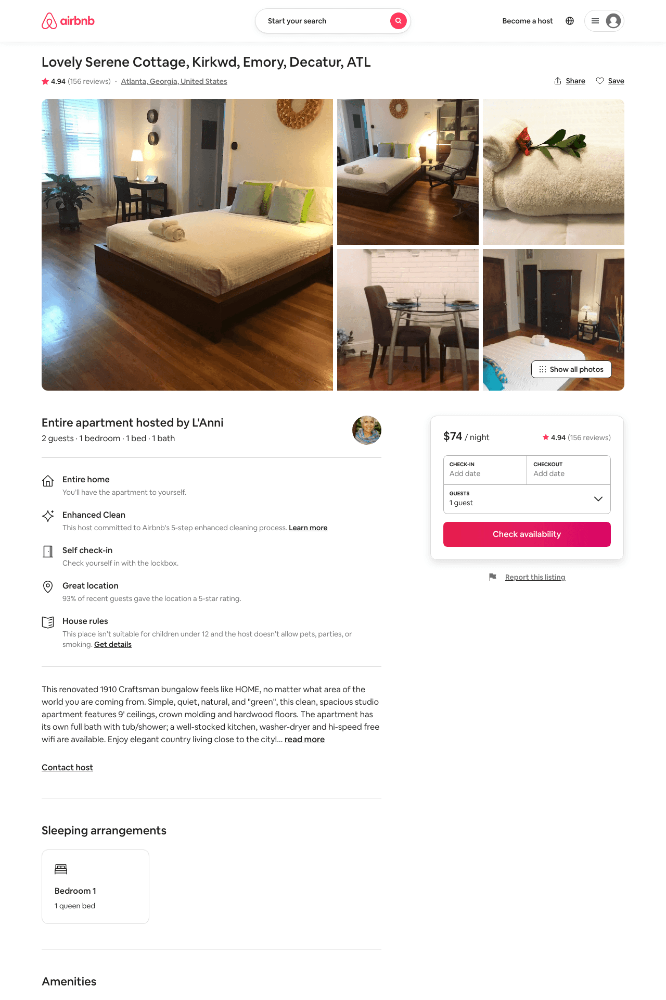 airbnb
Start your search
Become a host
Lovely Serene Cottage, Kirkwd, Emory, Decatur, ATL
4.94 (156 reviews) · Atlanta, Georgia, United States
Share
Save
Show all photos
Entire apartment hosted by L'Anni
2 guests · 1 bedroom · 1 bed · 1 bath
Entire home
You’ll have the apartment to yourself.
Enhanced Clean
This host committed to Airbnb's 5-step enhanced cleaning process. Learn more
Self check-in
Check yourself in with the lockbox.
Great location
93% of recent guests gave the location a 5-star rating.
House rules
This place isn’t suitable for children under 12 and the host doesn’t allow pets, parties, or
smoking. Get details
This renovated 1910 Craftsman bungalow feels like HOME, no matter what area of the
world you are coming from. Simple, quiet, natural, and "green", this clean, spacious studio
apartment features 9' ceilings, crown molding and hardwood floors. The apartment has
its own full bath with tub/shower; a well-stocked kitchen, washer-dryer and hi-speed free
wifi are available. Enjoy elegant country living close to the city!... read more
Contact host
Sleeping arrangements
Bedroom 1
1 queen bed
Amenities
$74 / night
4.94 (156 reviews)
CHECK-IN
Add date
CHECKOUT
Add date
GUESTS
1 guest
Check availability
Report this listing